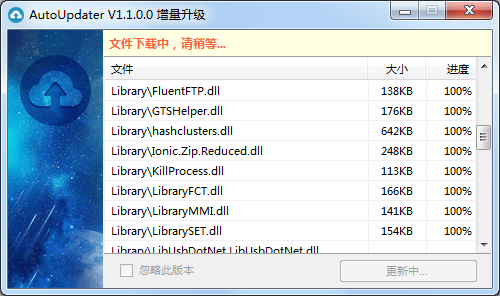 AutoUpdater V1.1.0.0 增量升级
文件下载中，请稍等...
文件 大小 进度
Library\FluentFTP.dll 138KB 100%
Library\GTSHelper.dll 176KB 100%
Library\hashclusters.dll 642KB 100%
Library\Ionic.Zip.Reduced.dll 248KB 100%
Library\KillProcess.dll 113KB 100%
Library\LibraryFCT.dll 166KB 100%
Library\LibraryMMI.dll 141KB 100%
Library\LibrarySET.dll 154KB 100%
Library\LibUsbDotNet.LibUsbDotNet.dll
忽略此版本 更新中...